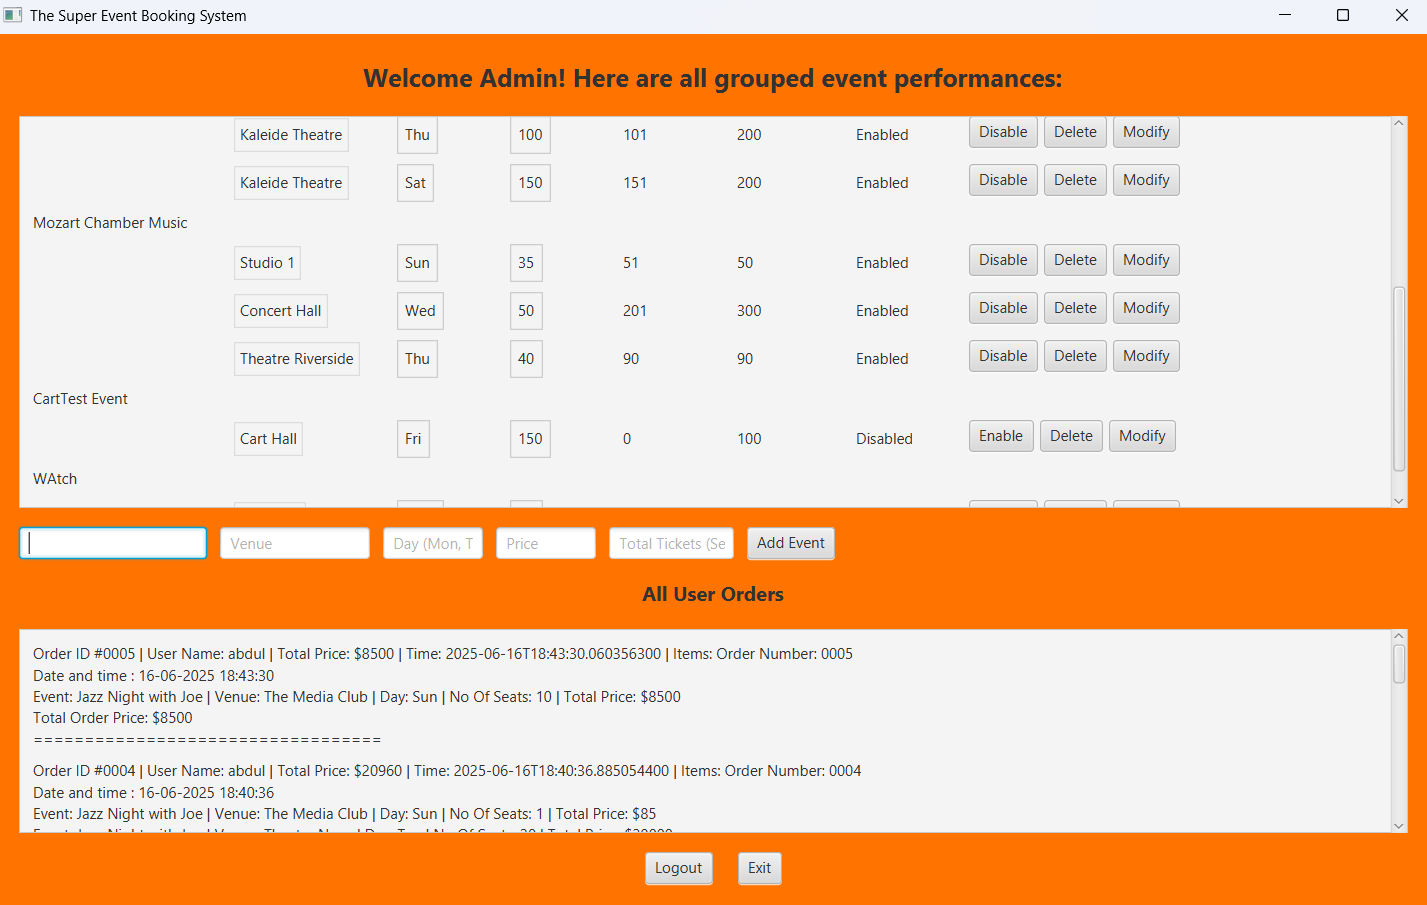 The Super Event Booking System
Welcome Admin! Here are all grouped event performances:
Kaleide Theatre Thu 100 101 200 Enabled Disable Delete Modify
Kaleide Theatre Sat 150 151 200 Enabled Disable Delete Modify
Mozart Chamber Music
Studio 1 Sun 35 51 50 Enabled Disable Delete Modify
Concert Hall Wed 50 201 300 Enabled Disable Delete Modify
Theatre Riverside Thu 40 90 90 Enabled Disable Delete Modify
CartTest Event
Cart Hall Fri 150 0 100 Disabled Enable Delete Modify
WAtch
Venue Day (Mon, T Price Total Tickets (Se Add Event
All User Orders
Order ID #0005 | User Name: abdul | Total Price: $8500 | Time: 2025-06-16T18:43:30.060356300 | Items: Order Number: 0005
Date and time : 16-06-2025 18:43:30
Event: Jazz Night with Joe | Venue: The Media Club | Day: Sun | No Of Seats: 10 | Total Price: $8500
Total Order Price: $8500
==================================
Order ID #0004 | User Name: abdul | Total Price: $20960 | Time: 2025-06-16T18:40:36.885054400 | Items: Order Number: 0004
Date and time : 16-06-2025 18:40:36
Event: Jazz Night with Joe | Venue: The Media Club | Day: Sun | No Of Seats: 1 | Total Price: $85
Logout Exit